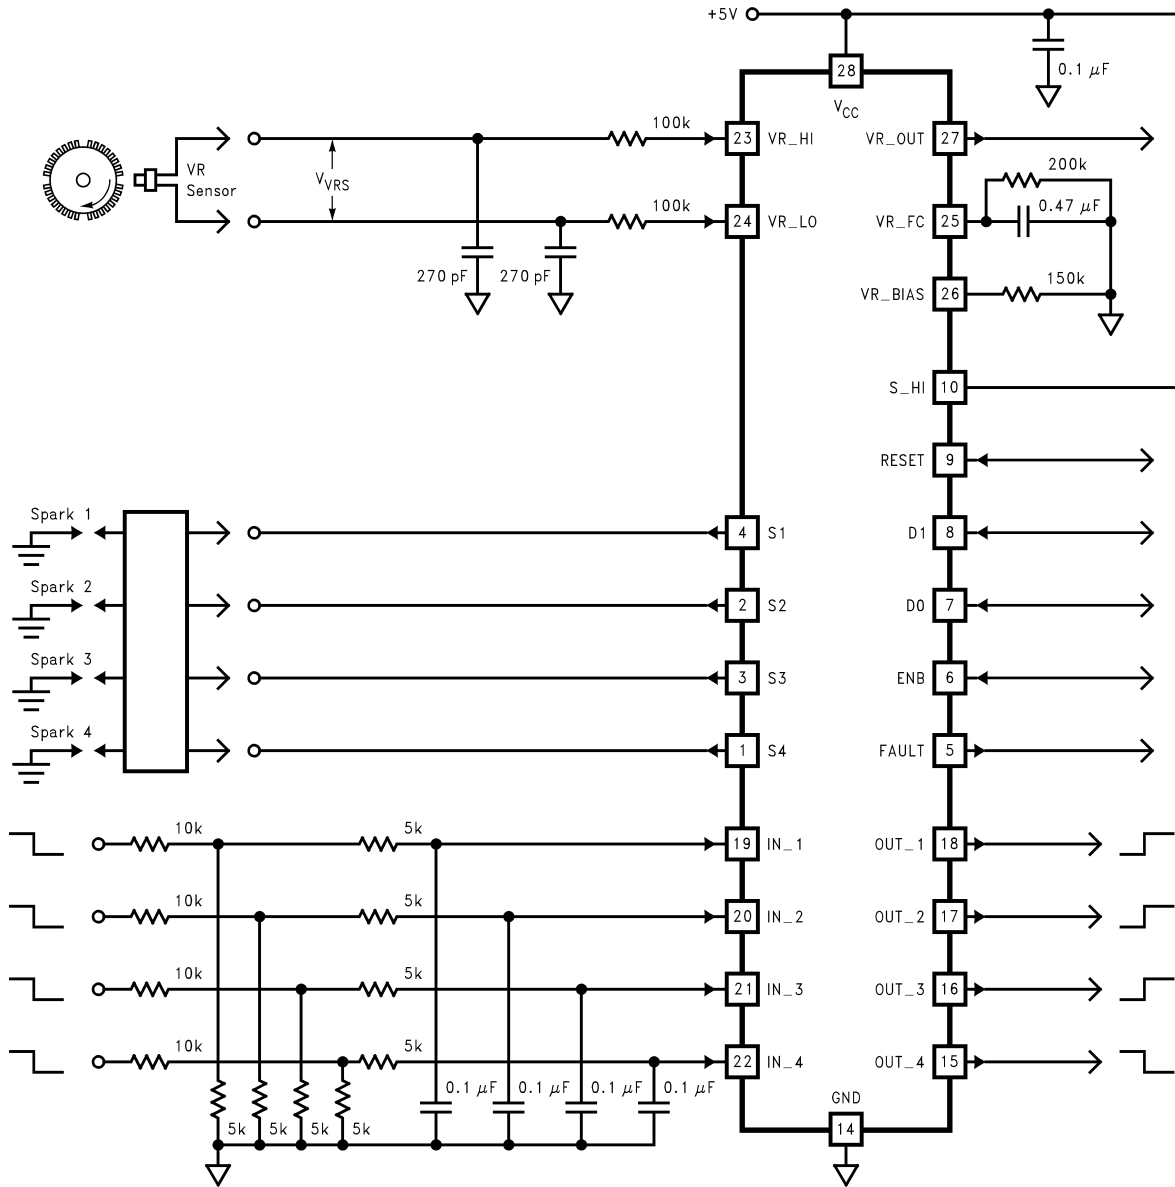 +5V
28
0.1 µF
V_CC
100k
23
VR_HI
VR_OUT
27
VR
Sensor
V_VRS
200k
100k
24
VR_LO
VR_FC
25
0.47 µF
270 pF
270 pF
VR_BIAS
26
150k
S_HI
10
RESET
9
Spark 1
4
S1
D1
8
Spark 2
2
S2
D0
7
Spark 3
3
S3
ENB
6
Spark 4
1
S4
FAULT
5
10k
5k
19
IN_1
OUT_1
18
10k
5k
20
IN_2
OUT_2
17
10k
5k
21
IN_3
OUT_3
16
10k
5k
22
IN_4
OUT_4
15
0.1 µF
0.1 µF
0.1 µF
0.1 µF
5k
5k
5k
5k
GND
14